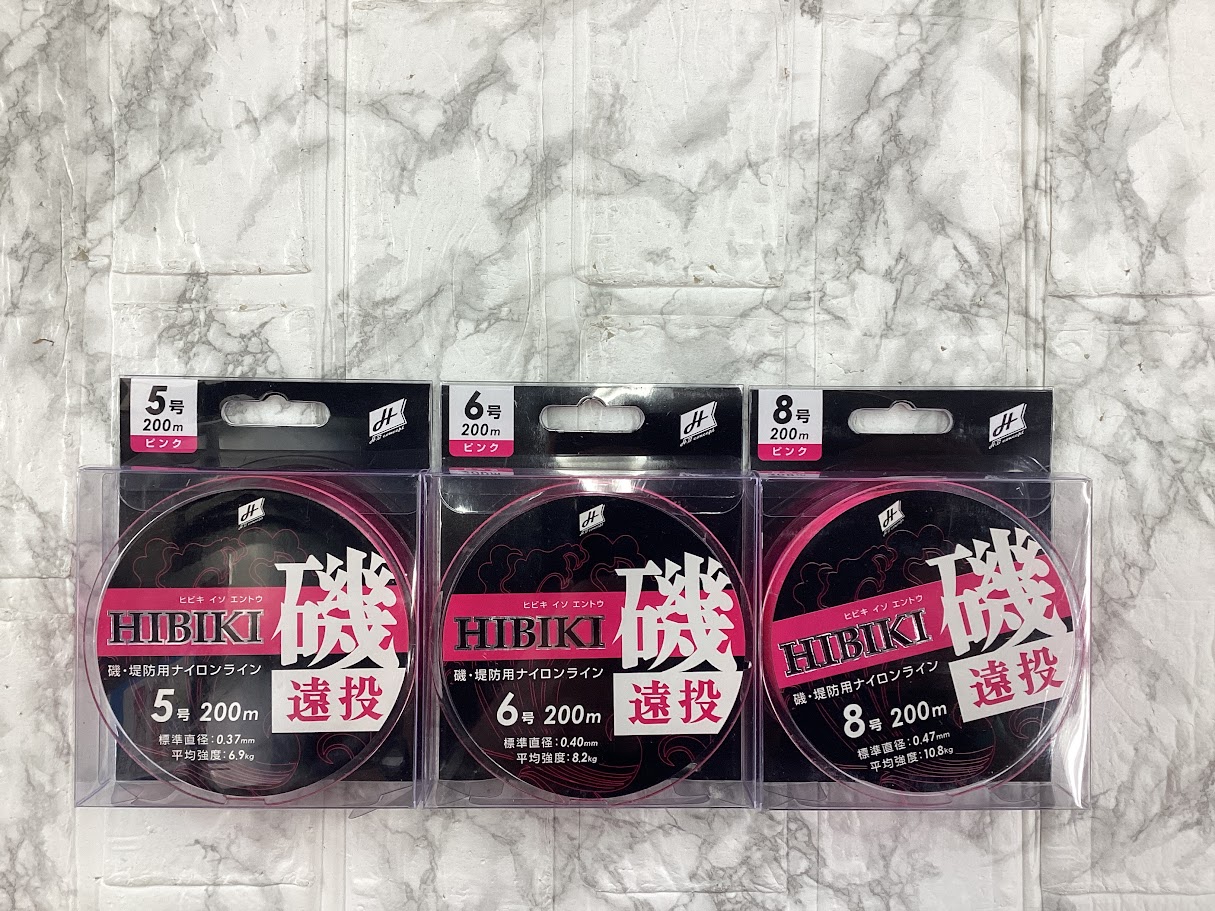 5号
200m
ピンク
H
H.B concept
H
ヒビキ イソ エントウ
HIBIKI
磯
遠投
磯・堤防用ナイロンライン
5号 200m
標準直径:0.37mm
平均強度:6.9kg
6号
200m
ピンク
H
H.B concept
H
ヒビキ イソ エントウ
HIBIKI
磯
遠投
磯・堤防用ナイロンライン
6号 200m
標準直径:0.40mm
平均強度:8.2kg
8号
200m
ピンク
H
H.B concept
H
ヒビキ イソ エントウ
HIBIKI
磯
遠投
磯・堤防用ナイロンライン
8号 200m
標準直径:0.47mm
平均強度:10.8kg